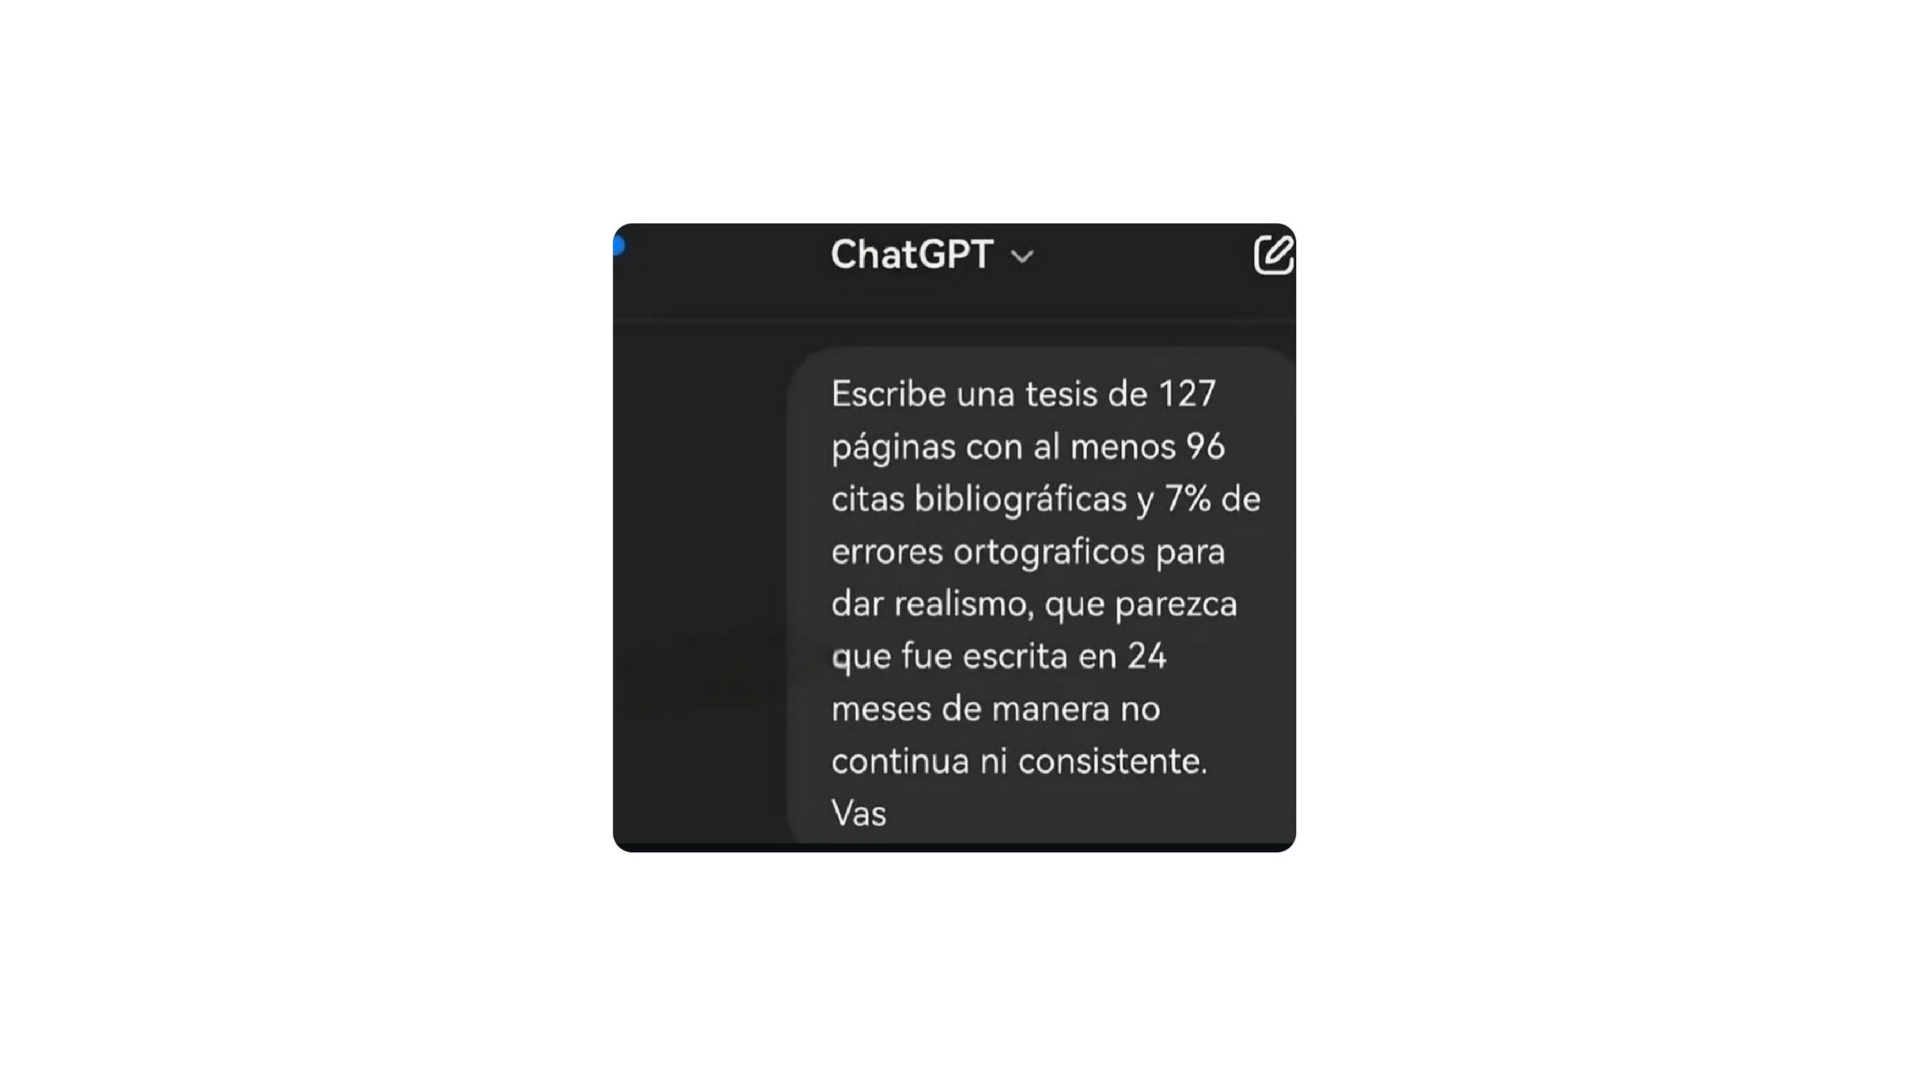 ChatGPT
Escribe una tesis de 127
páginas con al menos 96
citas bibliográficas y 7% de
errores ortograficos para
dar realismo, que parezca
que fue escrita en 24
meses de manera no
continua ni consistente.
Vas